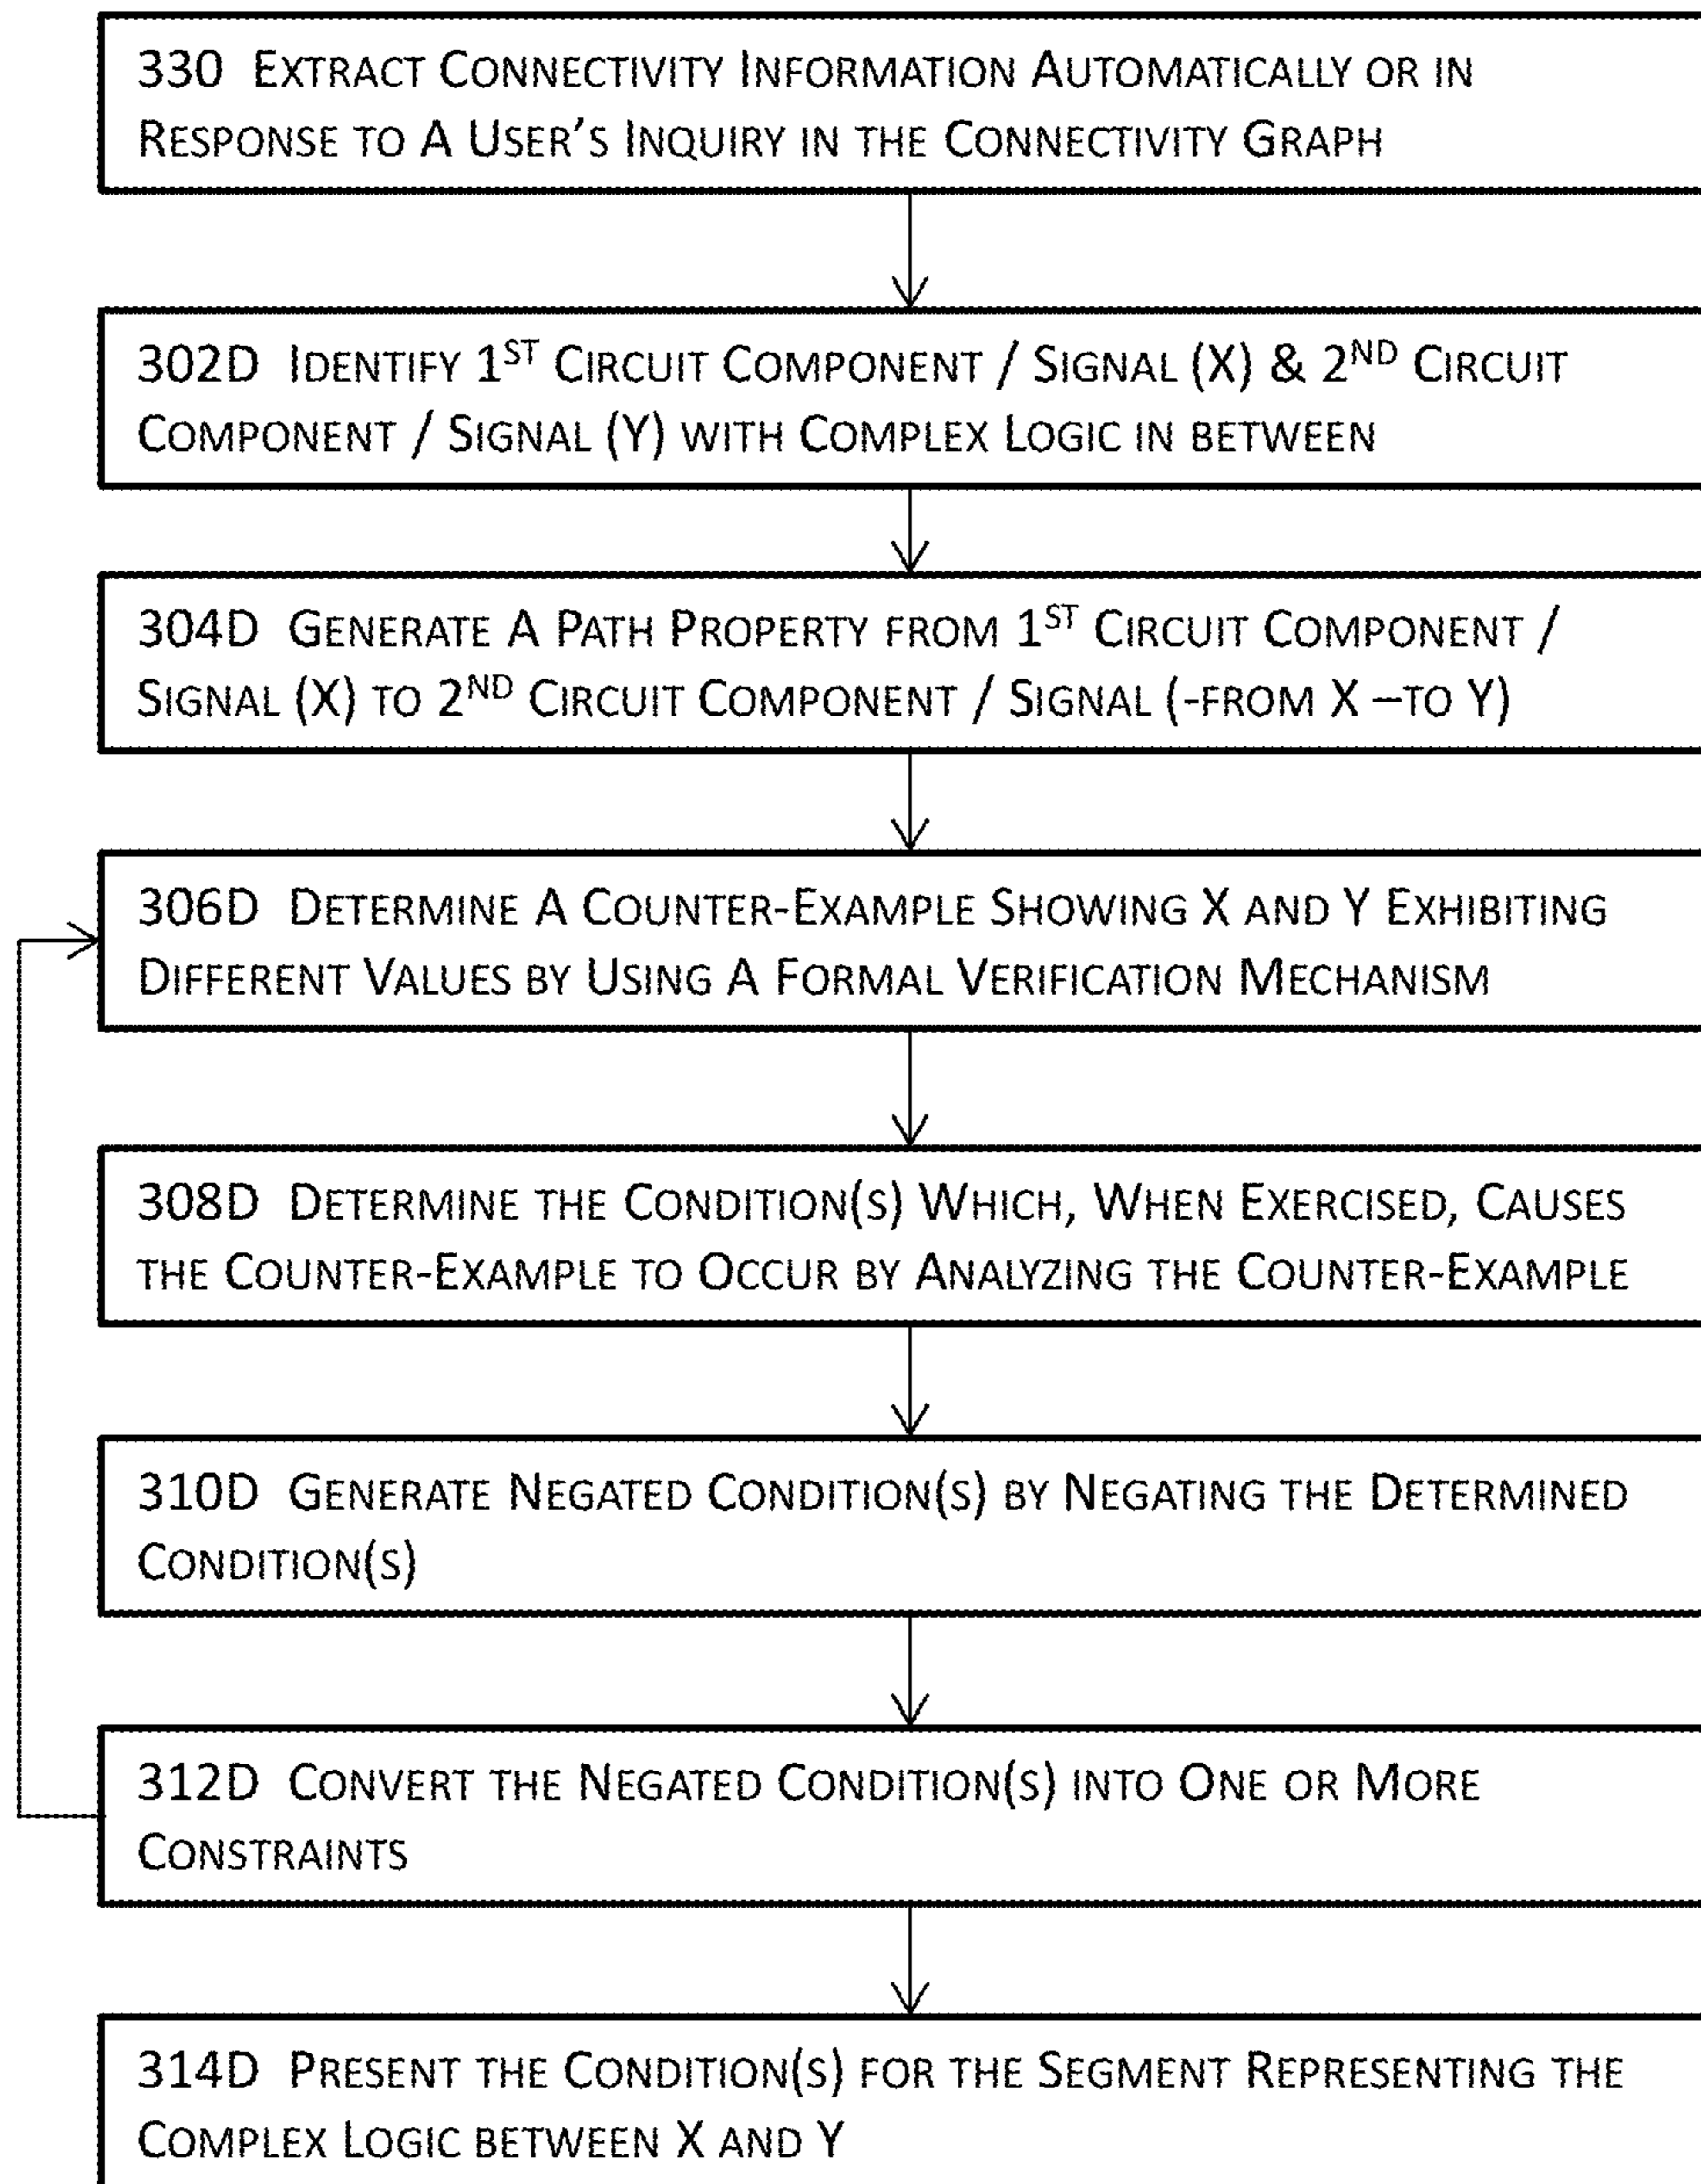 330 EXTRACT CONNECTIVITY INFORMATION AUTOMATICALLY OR IN
RESPONSE TO A USER'S INQUIRY IN THE CONNECTIVITY GRAPH
302D IDENTIFY 1ST CIRCUIT COMPONENT / SIGNAL (X) & 2ND CIRCUIT
COMPONENT / SIGNAL (Y) WITH COMPLEX LOGIC IN BETWEEN
304D GENERATE A PATH PROPERTY FROM 1ST CIRCUIT COMPONENT /
SIGNAL (X) TO 2ND CIRCUIT COMPONENT / SIGNAL (-FROM X –TO Y)
306D DETERMINE A COUNTER-EXAMPLE SHOWING X AND Y EXHIBITING
DIFFERENT VALUES BY USING A FORMAL VERIFICATION MECHANISM
308D DETERMINE THE CONDITION(S) WHICH, WHEN EXERCISED, CAUSES
THE COUNTER-EXAMPLE TO OCCUR BY ANALYZING THE COUNTER-EXAMPLE
310D GENERATE NEGATED CONDITION(S) BY NEGATING THE DETERMINED
CONDITION(S)
312D CONVERT THE NEGATED CONDITION(S) INTO ONE OR MORE
CONSTRAINTS
314D PRESENT THE CONDITION(S) FOR THE SEGMENT REPRESENTING THE
COMPLEX LOGIC BETWEEN X AND Y